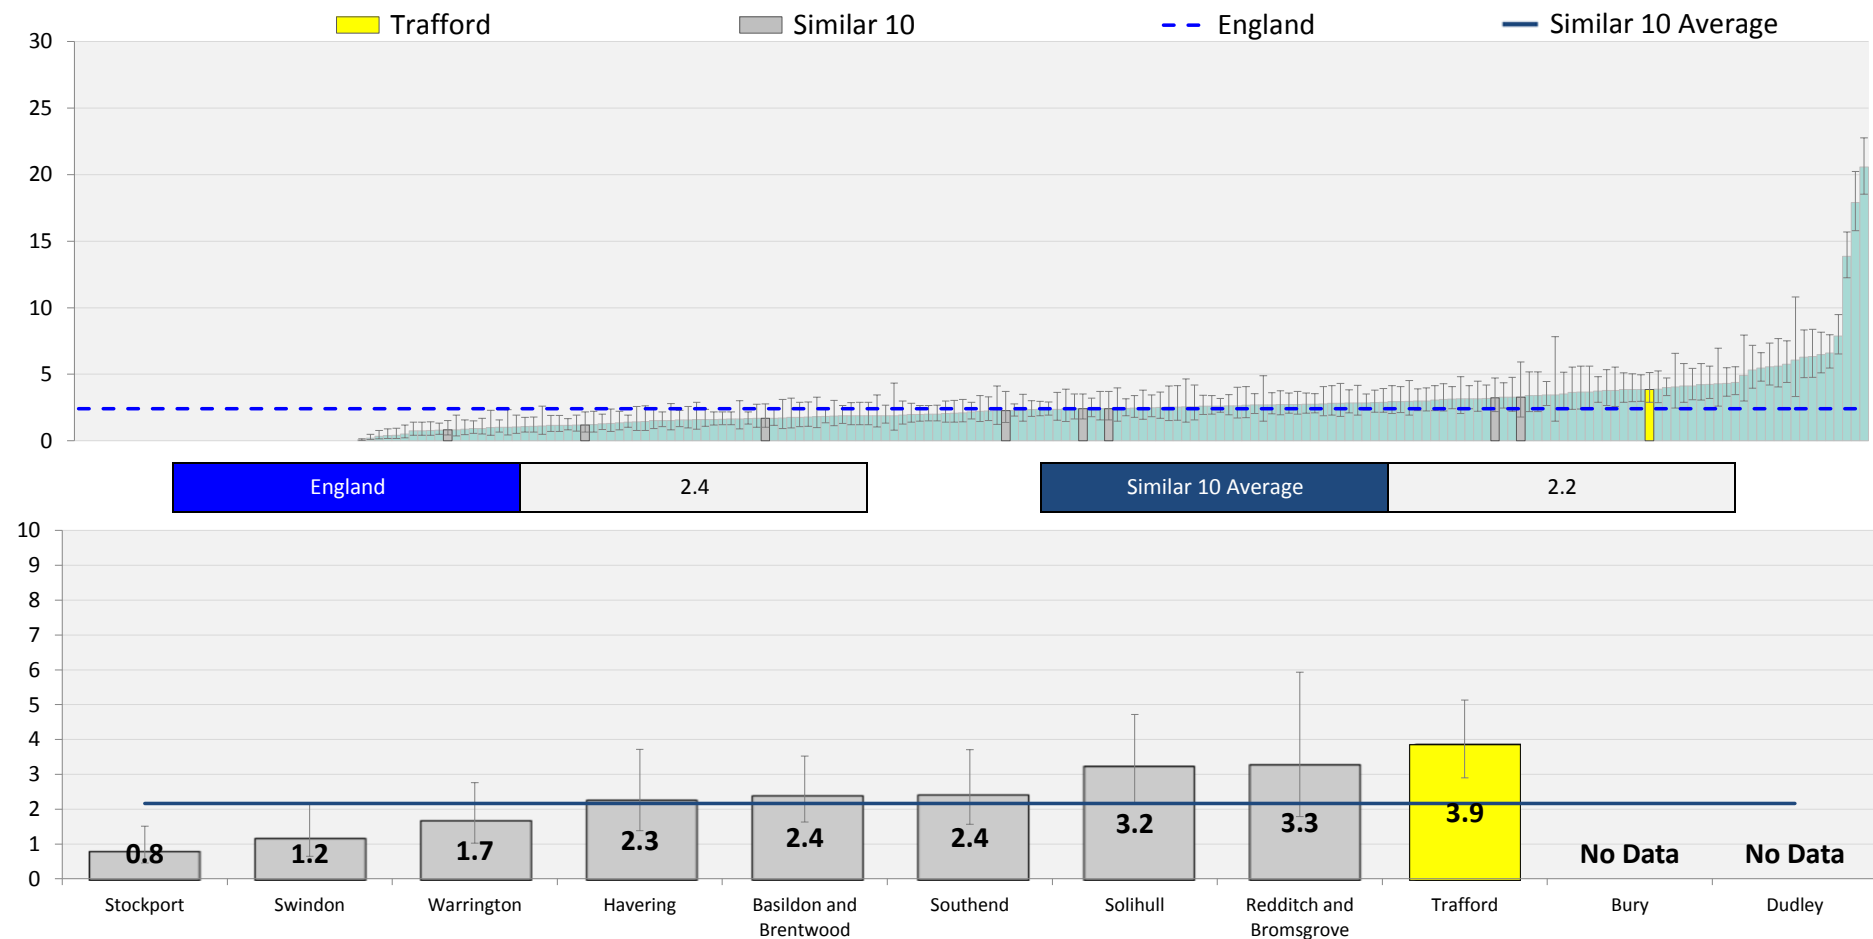 Trafford
Similar 10
England
Similar 10 Average
30
25
20
15
10
5
0
England
2.4
Similar 10 Average
2.2
10
9
8
7
6
5
4
3
2
1
0
0.8
1.2
1.7
2.3
2.4
2.4
3.2
3.3
3.9
No Data
No Data
Stockport
Swindon
Warrington
Havering
Basildon and
Brentwood
Southend
Solihull
Redditch and
Bromsgrove
Trafford
Bury
Dudley